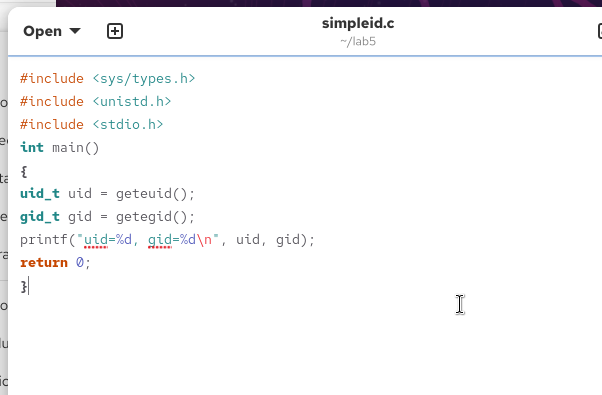 Open
simpleid.c
~/lab5
#include <sys/types.h>
#include <unistd.h>
#include <stdio.h>
int main()
{
uid_t uid = geteuid();
gid_t gid = getegid();
printf("uid=%d, gid=%d\n", uid, gid);
return 0;
}